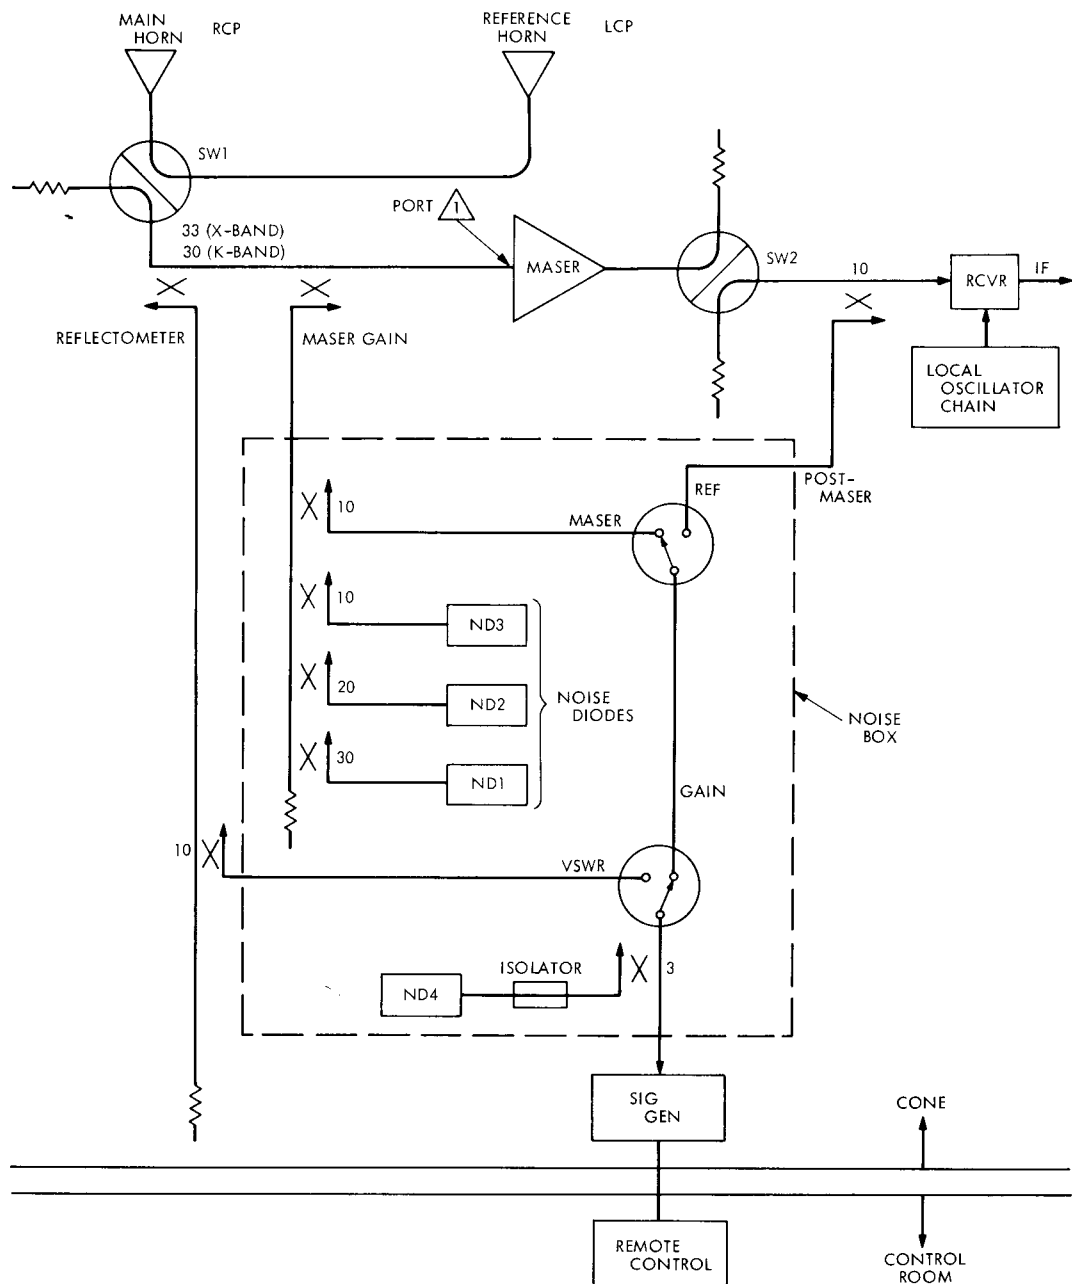 MAIN
HORN
RCP
REFERENCE
HORN
LCP
SW1
33 (X-BAND)
30 (K-BAND)
PORT
1
MASER
SW2
10
RCVR
IF
REFLECTOMETER
MASER GAIN
LOCAL
OSCILLATOR
CHAIN
REF
POST-
MASER
10
MASER
10
ND3
20
ND2
NOISE
DIODES
NOISE
BOX
30
ND1
GAIN
10
VSWR
ISOLATOR
3
ND4
SIG
GEN
CONE
REMOTE
CONTROL
CONTROL
ROOM